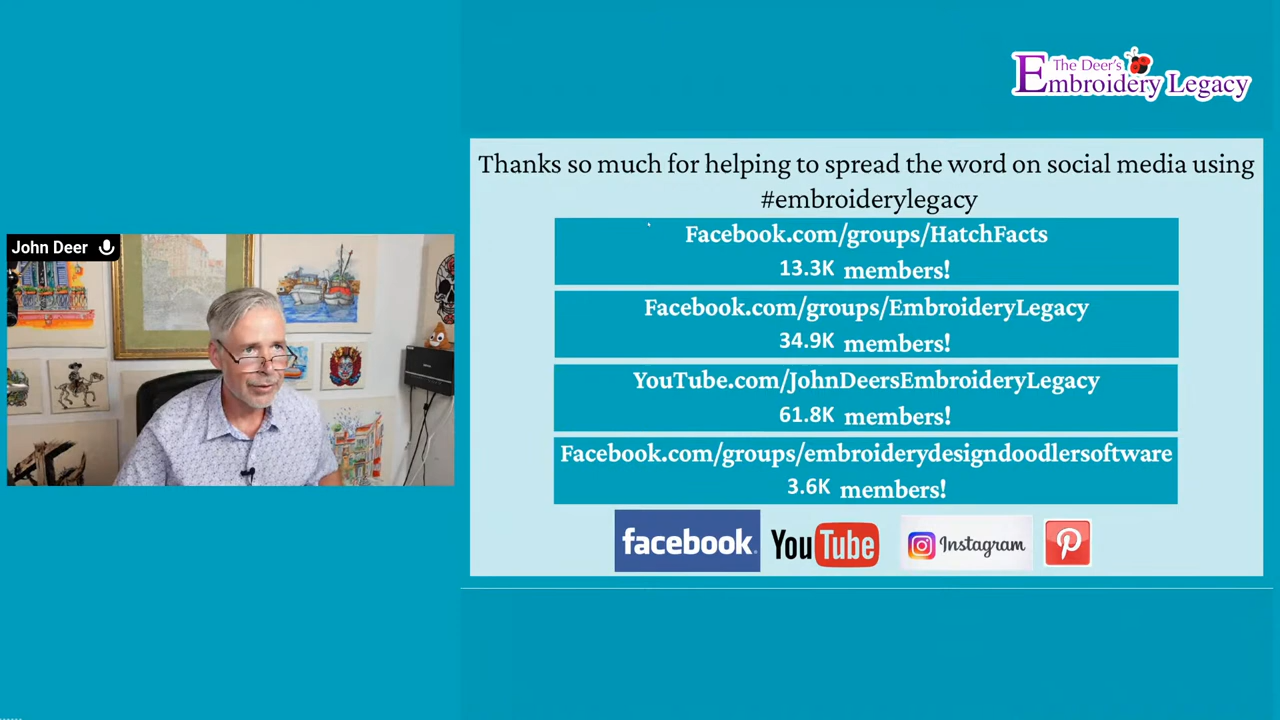 The Deer's
Embroidery Legacy
Thanks so much for helping to spread the word on social media using
#embroiderylegacy
John Deer
Facebook.com/groups/HatchFacts
13.3K members!
Facebook.com/groups/EmbroideryLegacy
34.9K members!
YouTube.com/JohnDeersEmbroideryLegacy
61.8K members!
Facebook.com/groups/embroiderydesigndoodlersoftware
3.6K members!
facebook. YouTube Instagram